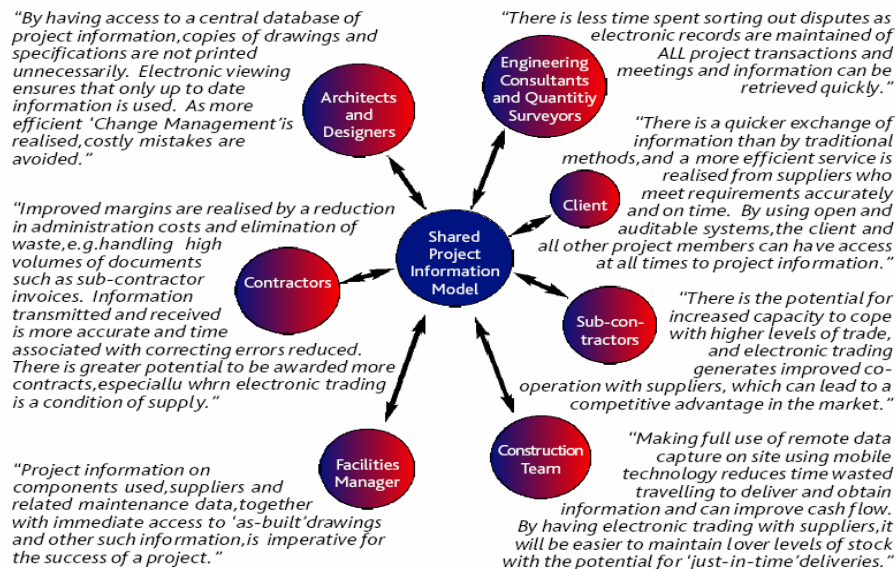 “By having access to a central database of
project information,copies of drawings and
specifications are not printed
unnecessarily. Electronic viewing
ensures that only up to date
information is used. As more
efficient ‘Change Management’is
realised,costly mistakes are
avoided.”
Architects
and
Designers
“There is less time spent sorting out disputes as
electronic records are maintained of
ALL project transactions and
meetings and information can be
retrieved quickly.”
Engineering
Consultants
and Quantitiy
Surveyors
“There is a quicker exchange of
information than by traditional
methods,and a more efficient service is
realised from suppliers who
meet requirements accurately
and on time. By using open and
auditable systems,the client and
all other project members can have access
at all times to project information.”
Client
“Improved margins are realised by a reduction
in administration costs and elimination of
waste,e.g.handling high
volumes of documents
such as sub-contractor
invoices. Information
transmitted and received
is more accurate and time
associated with correcting errors reduced.
There is greater potential to be awarded more
contracts,especiallu whrn electronic trading
is a condition of supply.”
Contractors
Shared
Project
Information
Model
Sub-con-
tractors
“There is the potential for
increased capacity to cope
with higher levels of trade,
and electronic trading
generates improved co-
operation with suppliers, which can lead to a
competitive advantage in the market.”
“Project information on
components used,suppliers and
related maintenance data,together
with immediate access to ‘as-built’drawings
and other such information,is imperative for
the success of a project.”
Facilities
Manager
Construction
Team
“Making full use of remote data
capture on site using mobile
technology reduces time wasted
travelling to deliver and obtain
information and can improve cash flow.
By having electronic trading with suppliers,it
will be easier to maintain lover levels of stock
with the potential for ‘just-in-time’deliveries.”